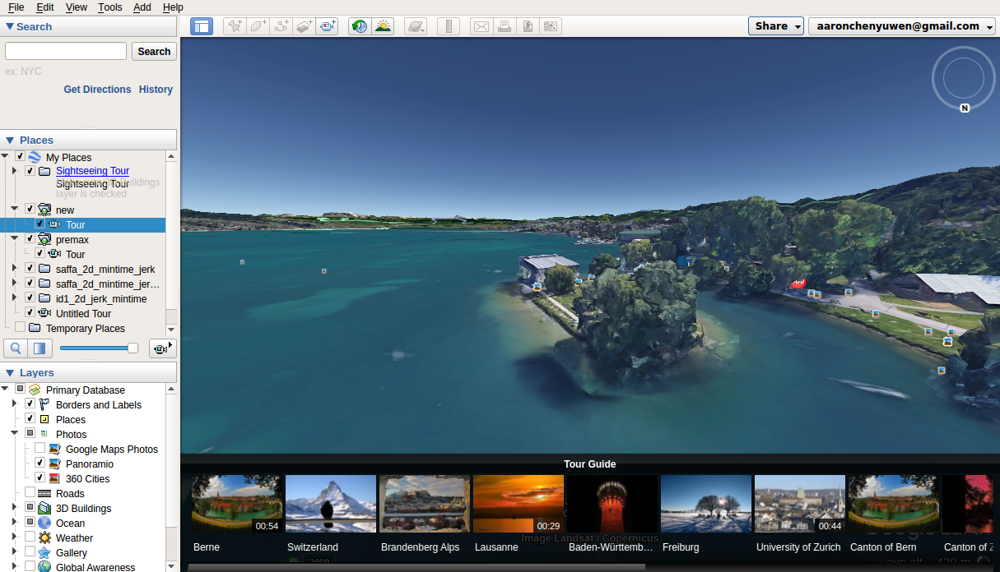 File Edit View Tools Add Help
Search
Share
aaronchenyuwen@gmail.com
Search
ex: NYC
Get Directions History
N
Places
My Places
Sightseeing Tour
Sightseeing Tour
layer is checked
new
Tour
premax
Tour
saffa_2d_mintime_jerk
saffa_2d_mintime_jer...
id1_2d_jerk_mintime
Untitled Tour
Temporary Places
Layers
Primary Database
Borders and Labels
Places
Photos
Google Maps Photos
Panoramio
360 Cities
Roads
3D Buildings
Ocean
Weather
Gallery
Global Awareness
Tour Guide
00:54
00:29
00:44
Berne
Switzerland
Brandenberg Alps
Lausanne
Baden-Württemb...
Freiburg
University of Zurich
Canton of Bern
Canton of Z
Image Landsat / Copernicus
2009
eye alt 429 m